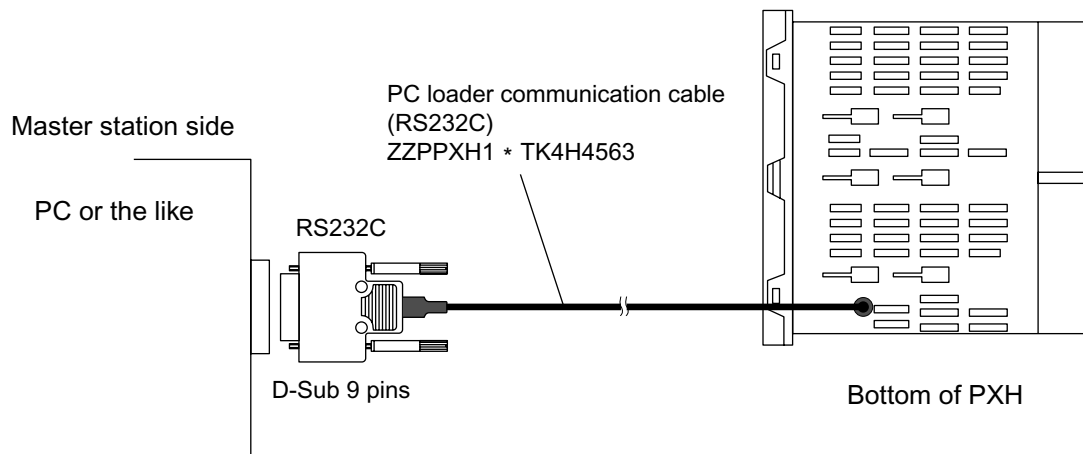 Master station side
PC or the like
PC loader communication cable
(RS232C)
ZZPPXH1 * TK4H4563
RS232C
D-Sub 9 pins
Bottom of PXH